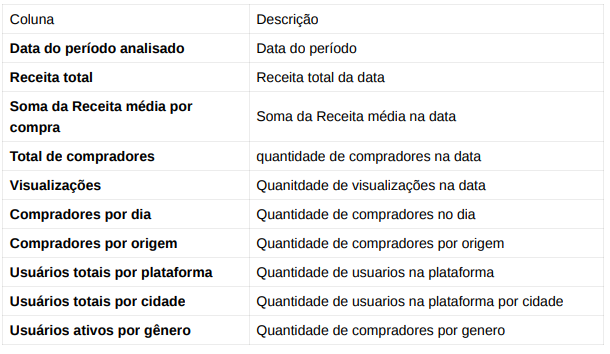 Coluna Descrição
Data do período analisado Data do período
Receita total Receita total da data
Soma da Receita média por
compra
Soma da Receita média na data
Total de compradores quantidade de compradores na data
Visualizações Quanitdade de visualizações na data
Compradores por dia Quantidade de compradores no dia
Compradores por origem Quantidade de compradores por origem
Usuários totais por plataforma Quantidade de usuarios na plataforma
Usuários totais por cidade Quantidade de usuarios na plataforma por cidade
Usuários ativos por gênero Quantidade de compradores por genero